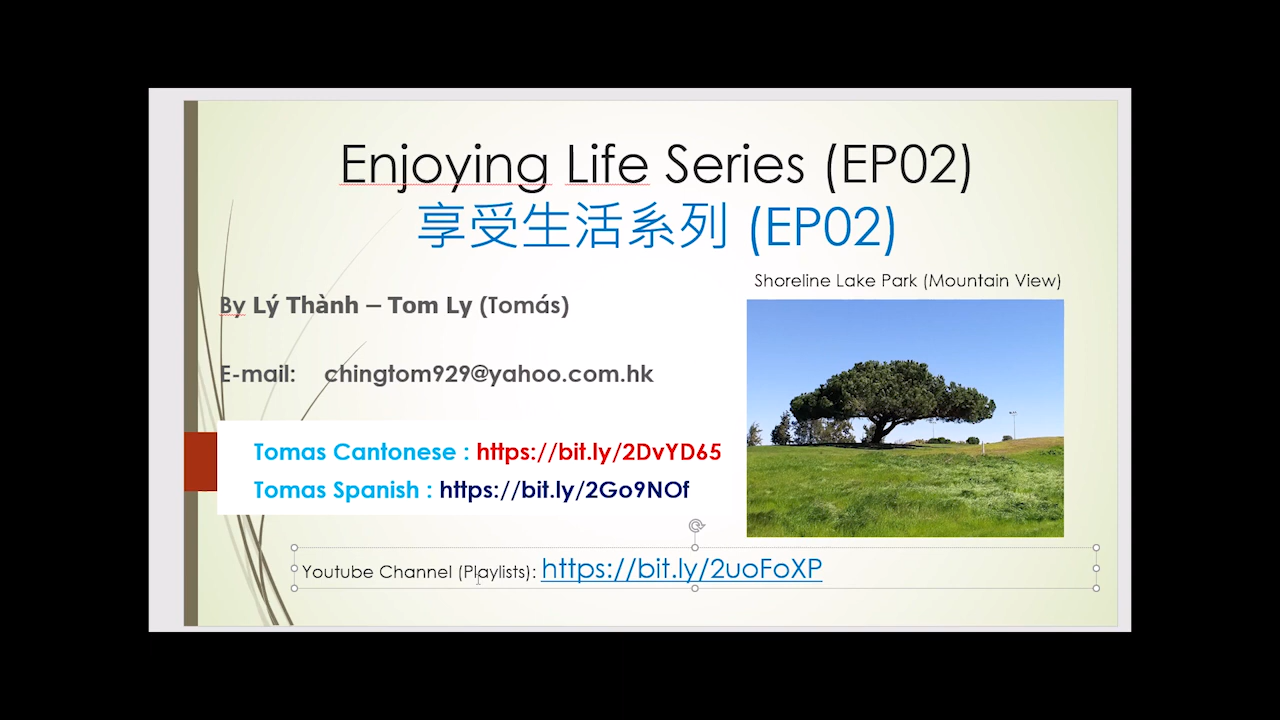 Enjoying Life Series (EP02)
享受生活系列 (EP02)
Shoreline Lake Park (Mountain View)
By Lý Thành – Tom Ly (Tomás)
E-mail: chingtom929@yahoo.com.hk
Tomas Cantonese : https://bit.ly/2DvYD65
Tomas Spanish : https://bit.ly/2Go9NOf
Youtube Channel (Playlists): https://bit.ly/2uoFoXP